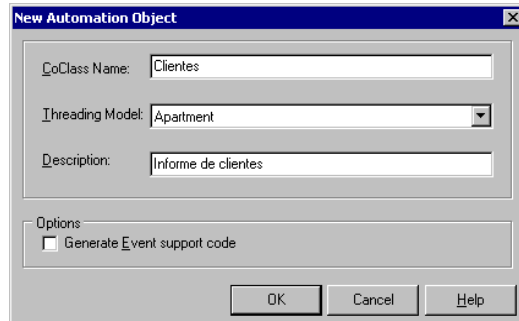 New Automation Object
CoClass Name: Clientes
Threading Model: Apartment
Description: Informe de clientes
Options
Generate Event support code
OK Cancel Help